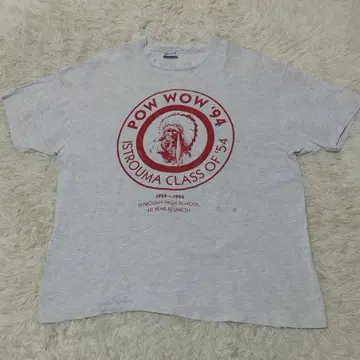 POW WOW '94
ISTROUMA CLASS OF '54
1954-1994
ISTROUMA HIGH SCHOOL
40 YEAR REUNION